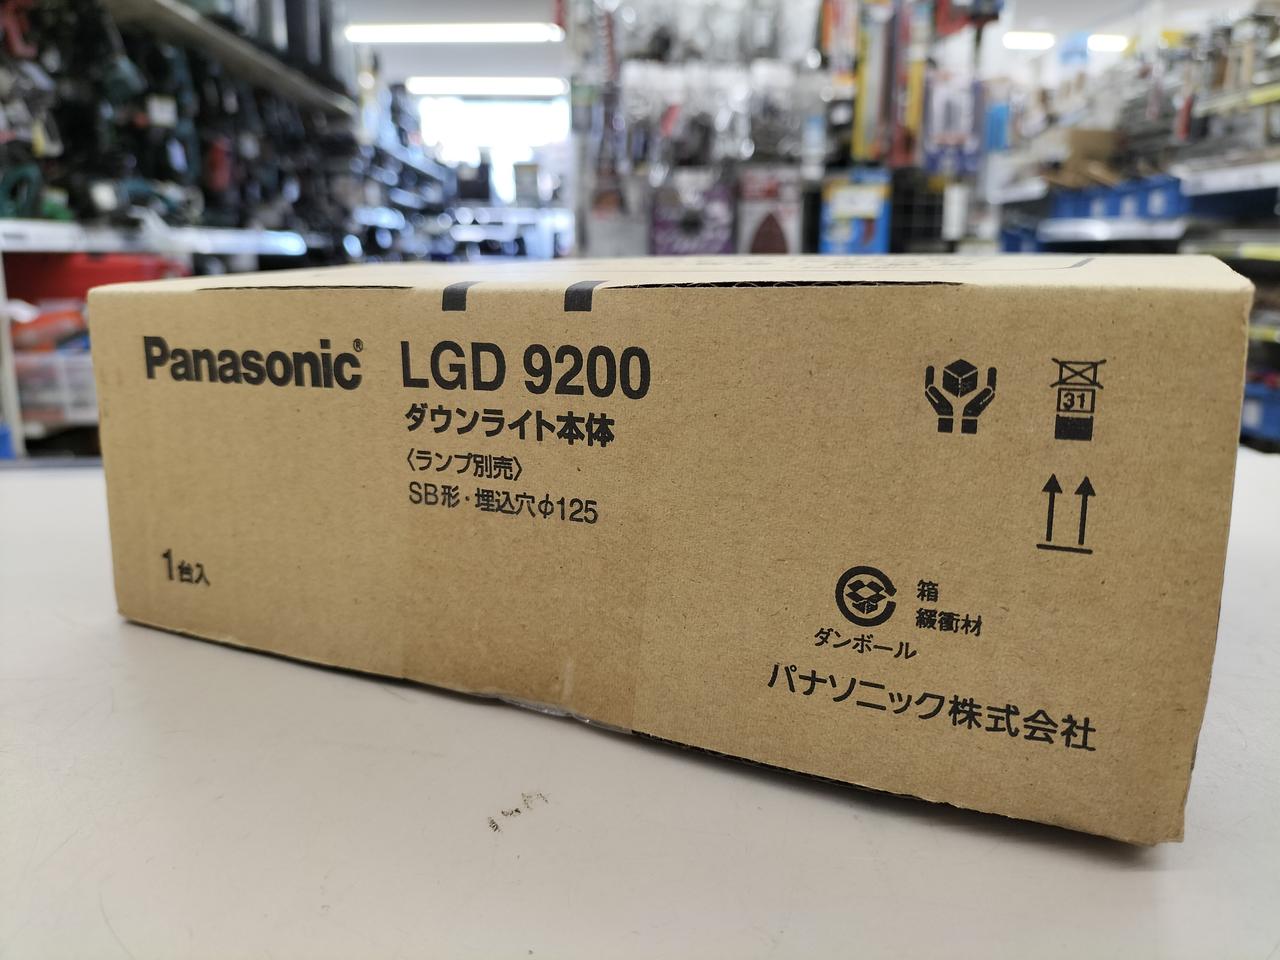 Panasonic® LGD 9200
ダウンライト本体
〈ランプ別売〉
SB形・埋込穴φ125
1台入
31
箱
緩衝材
ダンボール
パナソニック株式会社